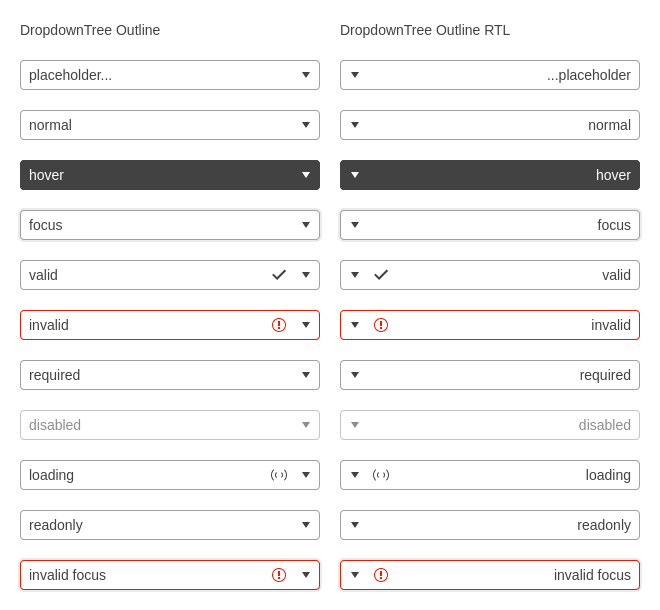 DropdownTree Outline
placeholder...
normal
hover
focus
valid
invalid
required
disabled
loading
readonly
invalid focus
DropdownTree Outline RTL
...placeholder
normal
hover
focus
valid
invalid
required
disabled
loading
readonly
invalid focus